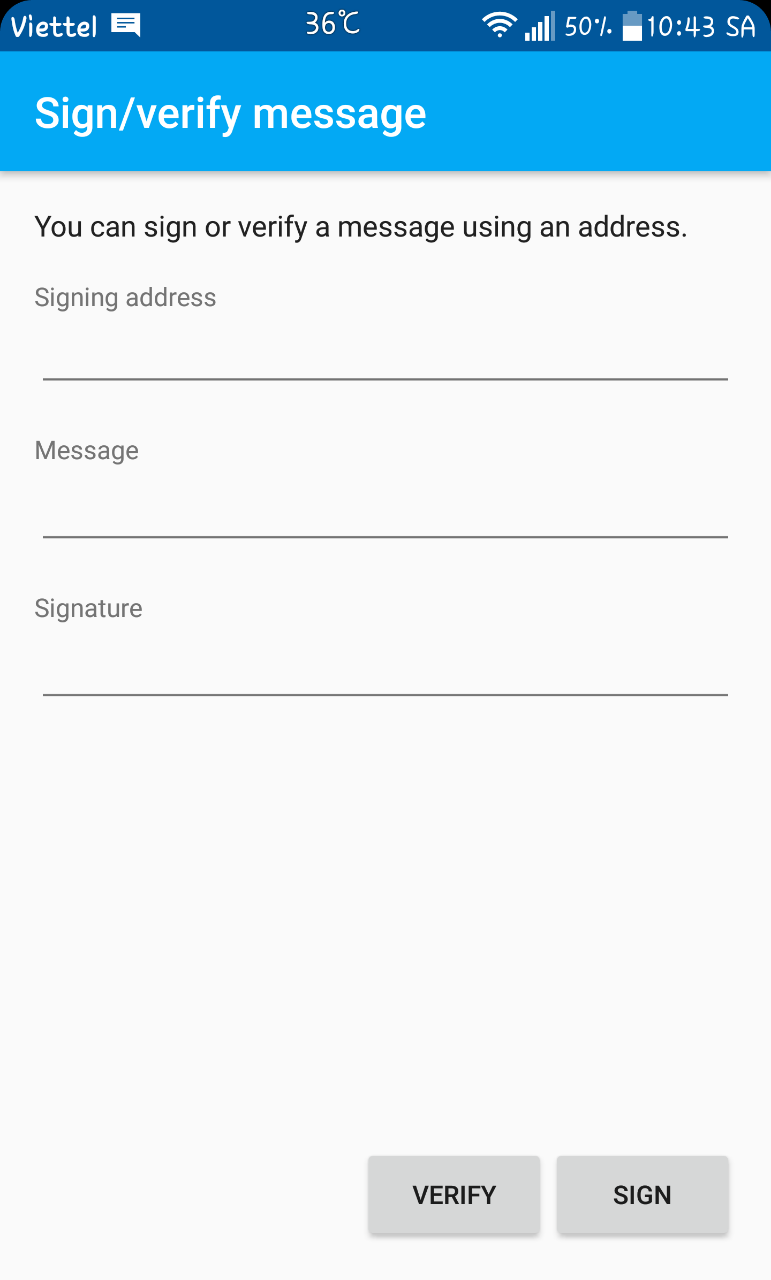 Viettel 36°C 50% 10:43 SA
Sign/verify message
You can sign or verify a message using an address.
Signing address
Message
Signature
VERIFY SIGN